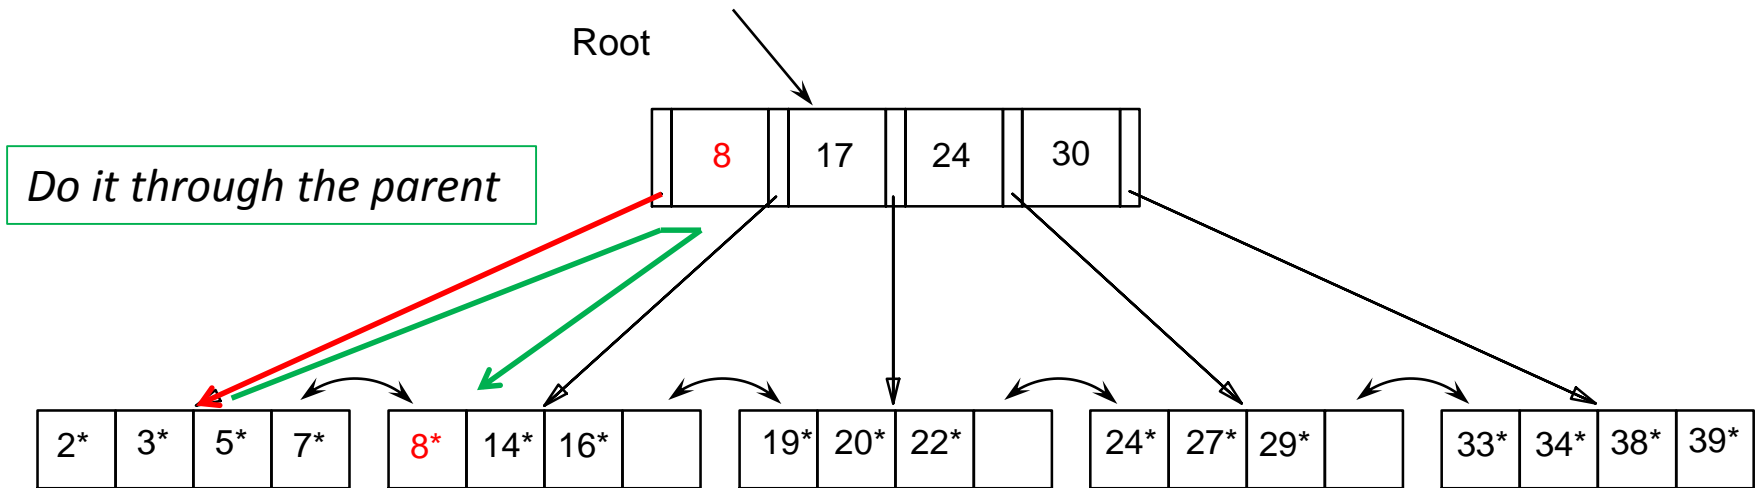 Root
8 17 24 30
Do it through the parent
2* 3* 5* 7* 8* 14* 16* 19* 20* 22* 24* 27* 29* 33* 34* 38* 39*